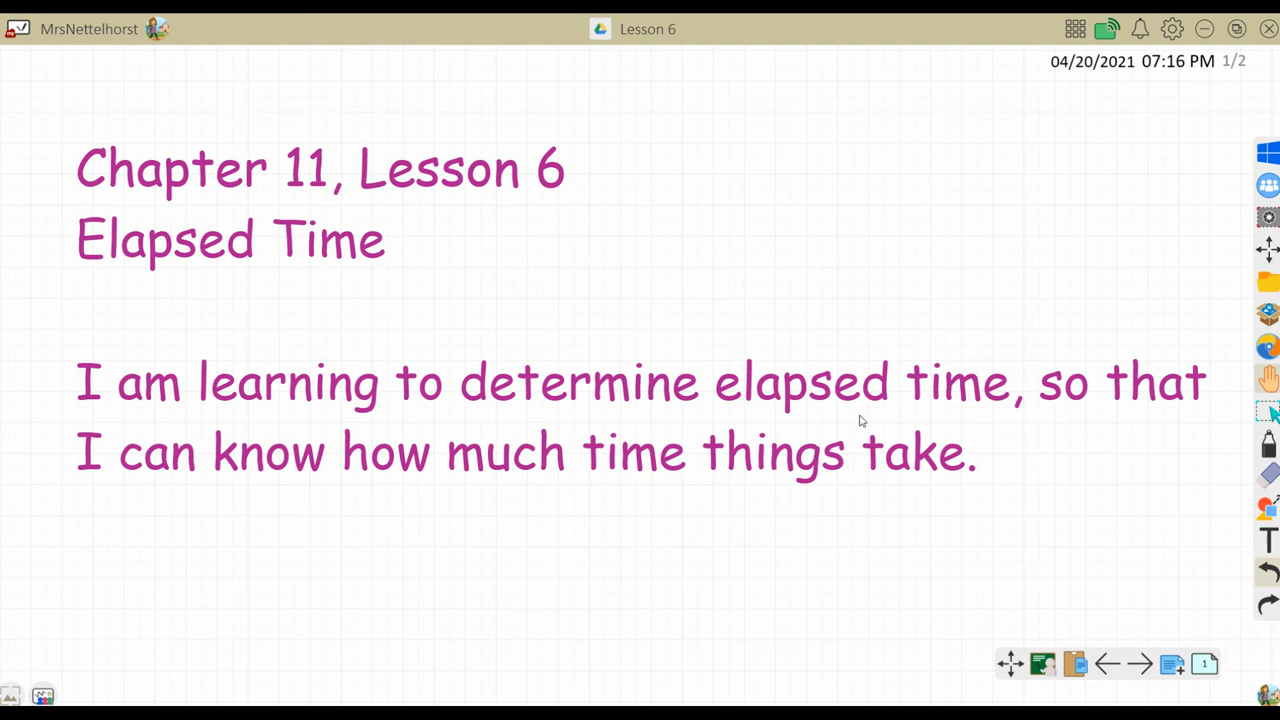 MrsNettelhorst
Lesson 6
04/20/2021 07:16 PM 1/2
Chapter 11, Lesson 6
Elapsed Time
I am learning to determine elapsed time, so that
I can know how much time things take.
T
1